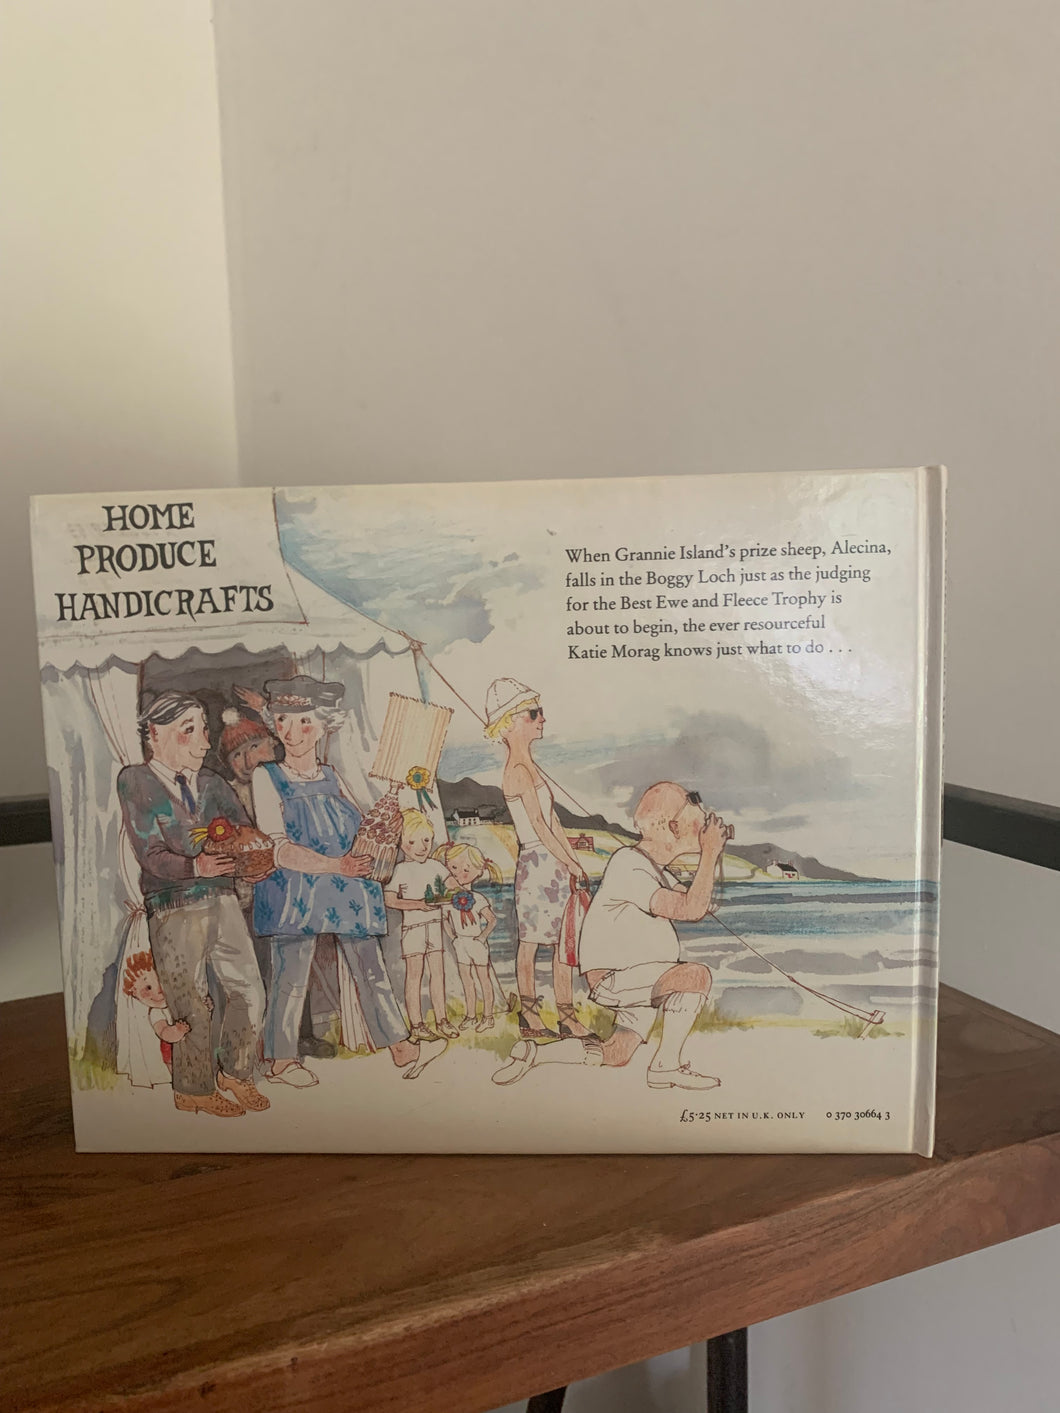 HOME
PRODUCE
HANDICRAFTS
When Grannie Island's prize sheep, Alecina,
falls in the Boggy Loch just as the judging
for the Best Ewe and Fleece Trophy is
about to begin, the ever resourceful
Katie Morag knows just what to do . . .
£5·25 NET IN U.K. ONLY 0 370 30664 3